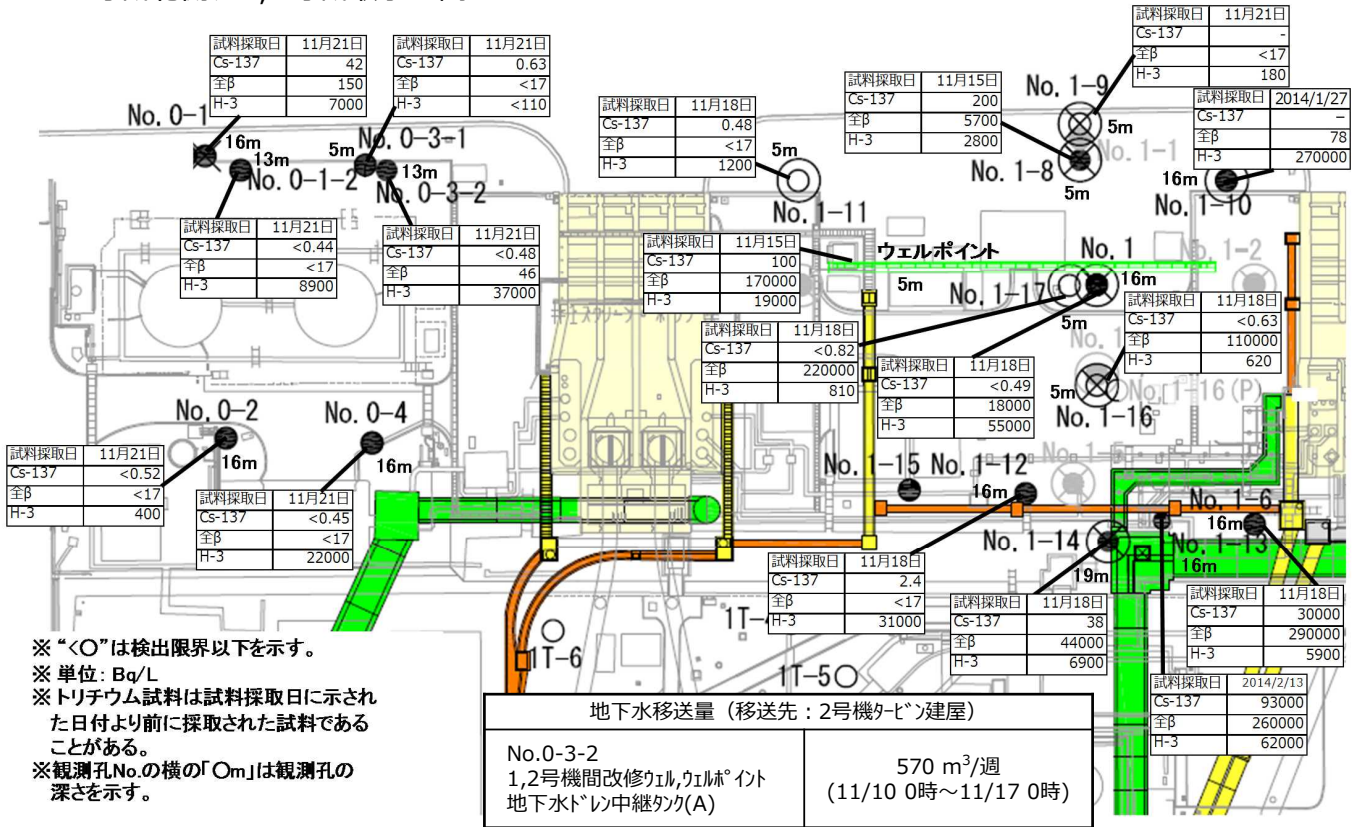 試料採取日 11月21日
Cs-137 42
全β 150
H-3 7000
試料採取日 11月21日
Cs-137 0.63
全β <17
H-3 <110
試料採取日 11月18日
Cs-137 0.48
全β <17
H-3 1200
試料採取日 11月15日
Cs-137 200
全β 5700
H-3 2800
試料採取日 11月21日
Cs-137 -
全β <17
H-3 180
試料採取日 2014/1/27
Cs-137 −
全β 78
H-3 270000
No. 0-1
16m
13m
No. 0-1-2
5m
No. 0-3-1
13m
No. 0-3-2
5m
No. 1-11
No. 1-9
5m
No. 1-1
No. 1-8
5m
16m
No. 1-10
試料採取日 11月21日
Cs-137 <0.44
全β <17
H-3 8900
試料採取日 11月21日
Cs-137 <0.48
全β 46
H-3 37000
試料採取日 11月15日
Cs-137 100
全β 170000
H-3 19000
ウェルポイント
No. 1
No. 1-2
5m
No. 1-17
16m
5m
試料採取日 11月18日
Cs-137 <0.82
全β 220000
H-3 810
試料採取日 11月18日
Cs-137 <0.49
全β 18000
H-3 55000
試料採取日 11月18日
Cs-137 <0.63
全β 110000
H-3 620
5m
No. 1-16(P)
No. 1-16
No. 0-2
16m
No. 0-4
16m
試料採取日 11月21日
Cs-137 <0.52
全β <17
H-3 400
試料採取日 11月21日
Cs-137 <0.45
全β <17
H-3 22000
No. 1-15
No. 1-12
16m
No. 1-6
16m
No. 1-14
19m
No. 1-13
16m
試料採取日 11月18日
Cs-137 2.4
全β <17
H-3 31000
試料採取日 11月18日
Cs-137 38
全β 44000
H-3 6900
試料採取日 11月18日
Cs-137 30000
全β 290000
H-3 5900
試料採取日 2014/2/13
Cs-137 93000
全β 260000
H-3 62000
1T-6
1T-5
※ “<〇”は検出限界以下を示す。
※ 単位: Bq/L
※ トリチウム試料は試料採取日に示され
た日付より前に採取された試料である
ことがある。
※観測孔No.の横の「〇m」は観測孔の
深さを示す。
地下水移送量（移送先：2号機タービン建屋）
No.0-3-2
1,2号機間改修ウェル,ウェルポイント
地下水ドレン中継タンク(A)
570 m³/週
(11/10 0時～11/17 0時)